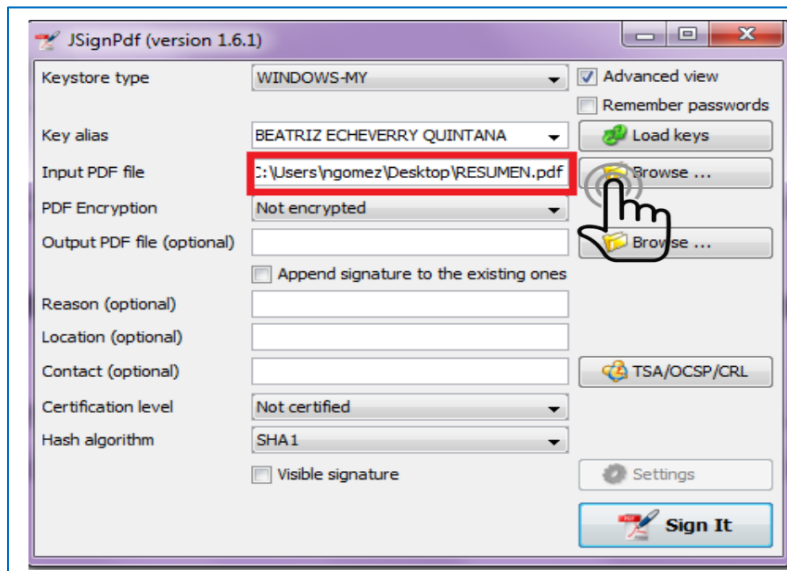 JSignPdf (version 1.6.1)
Keystore type WINDOWS-MY Advanced view
Remember passwords
Key alias BEATRIZ ECHEVERRY QUINTANA Load keys
Input PDF file :\Users\ngomez\Desktop\RESUMEN.pdf Browse ...
PDF Encryption Not encrypted
Output PDF file (optional) Browse ...
Append signature to the existing ones
Reason (optional)
Location (optional)
Contact (optional) TSA/OCSP/CRL
Certification level Not certified
Hash algorithm SHA1
Visible signature Settings
Sign It